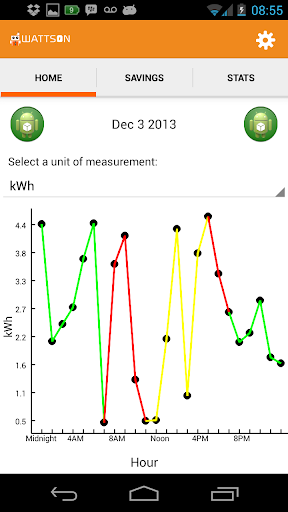 08:55
WATTSON
HOME SAVINGS STATS
Dec 3 2013
Select a unit of measurement:
kWh
4.4
3.8
3.3
2.7
2.2
1.6
1.1
0.5
kWh
Midnight 4AM 8AM Noon 4PM 8PM
Hour